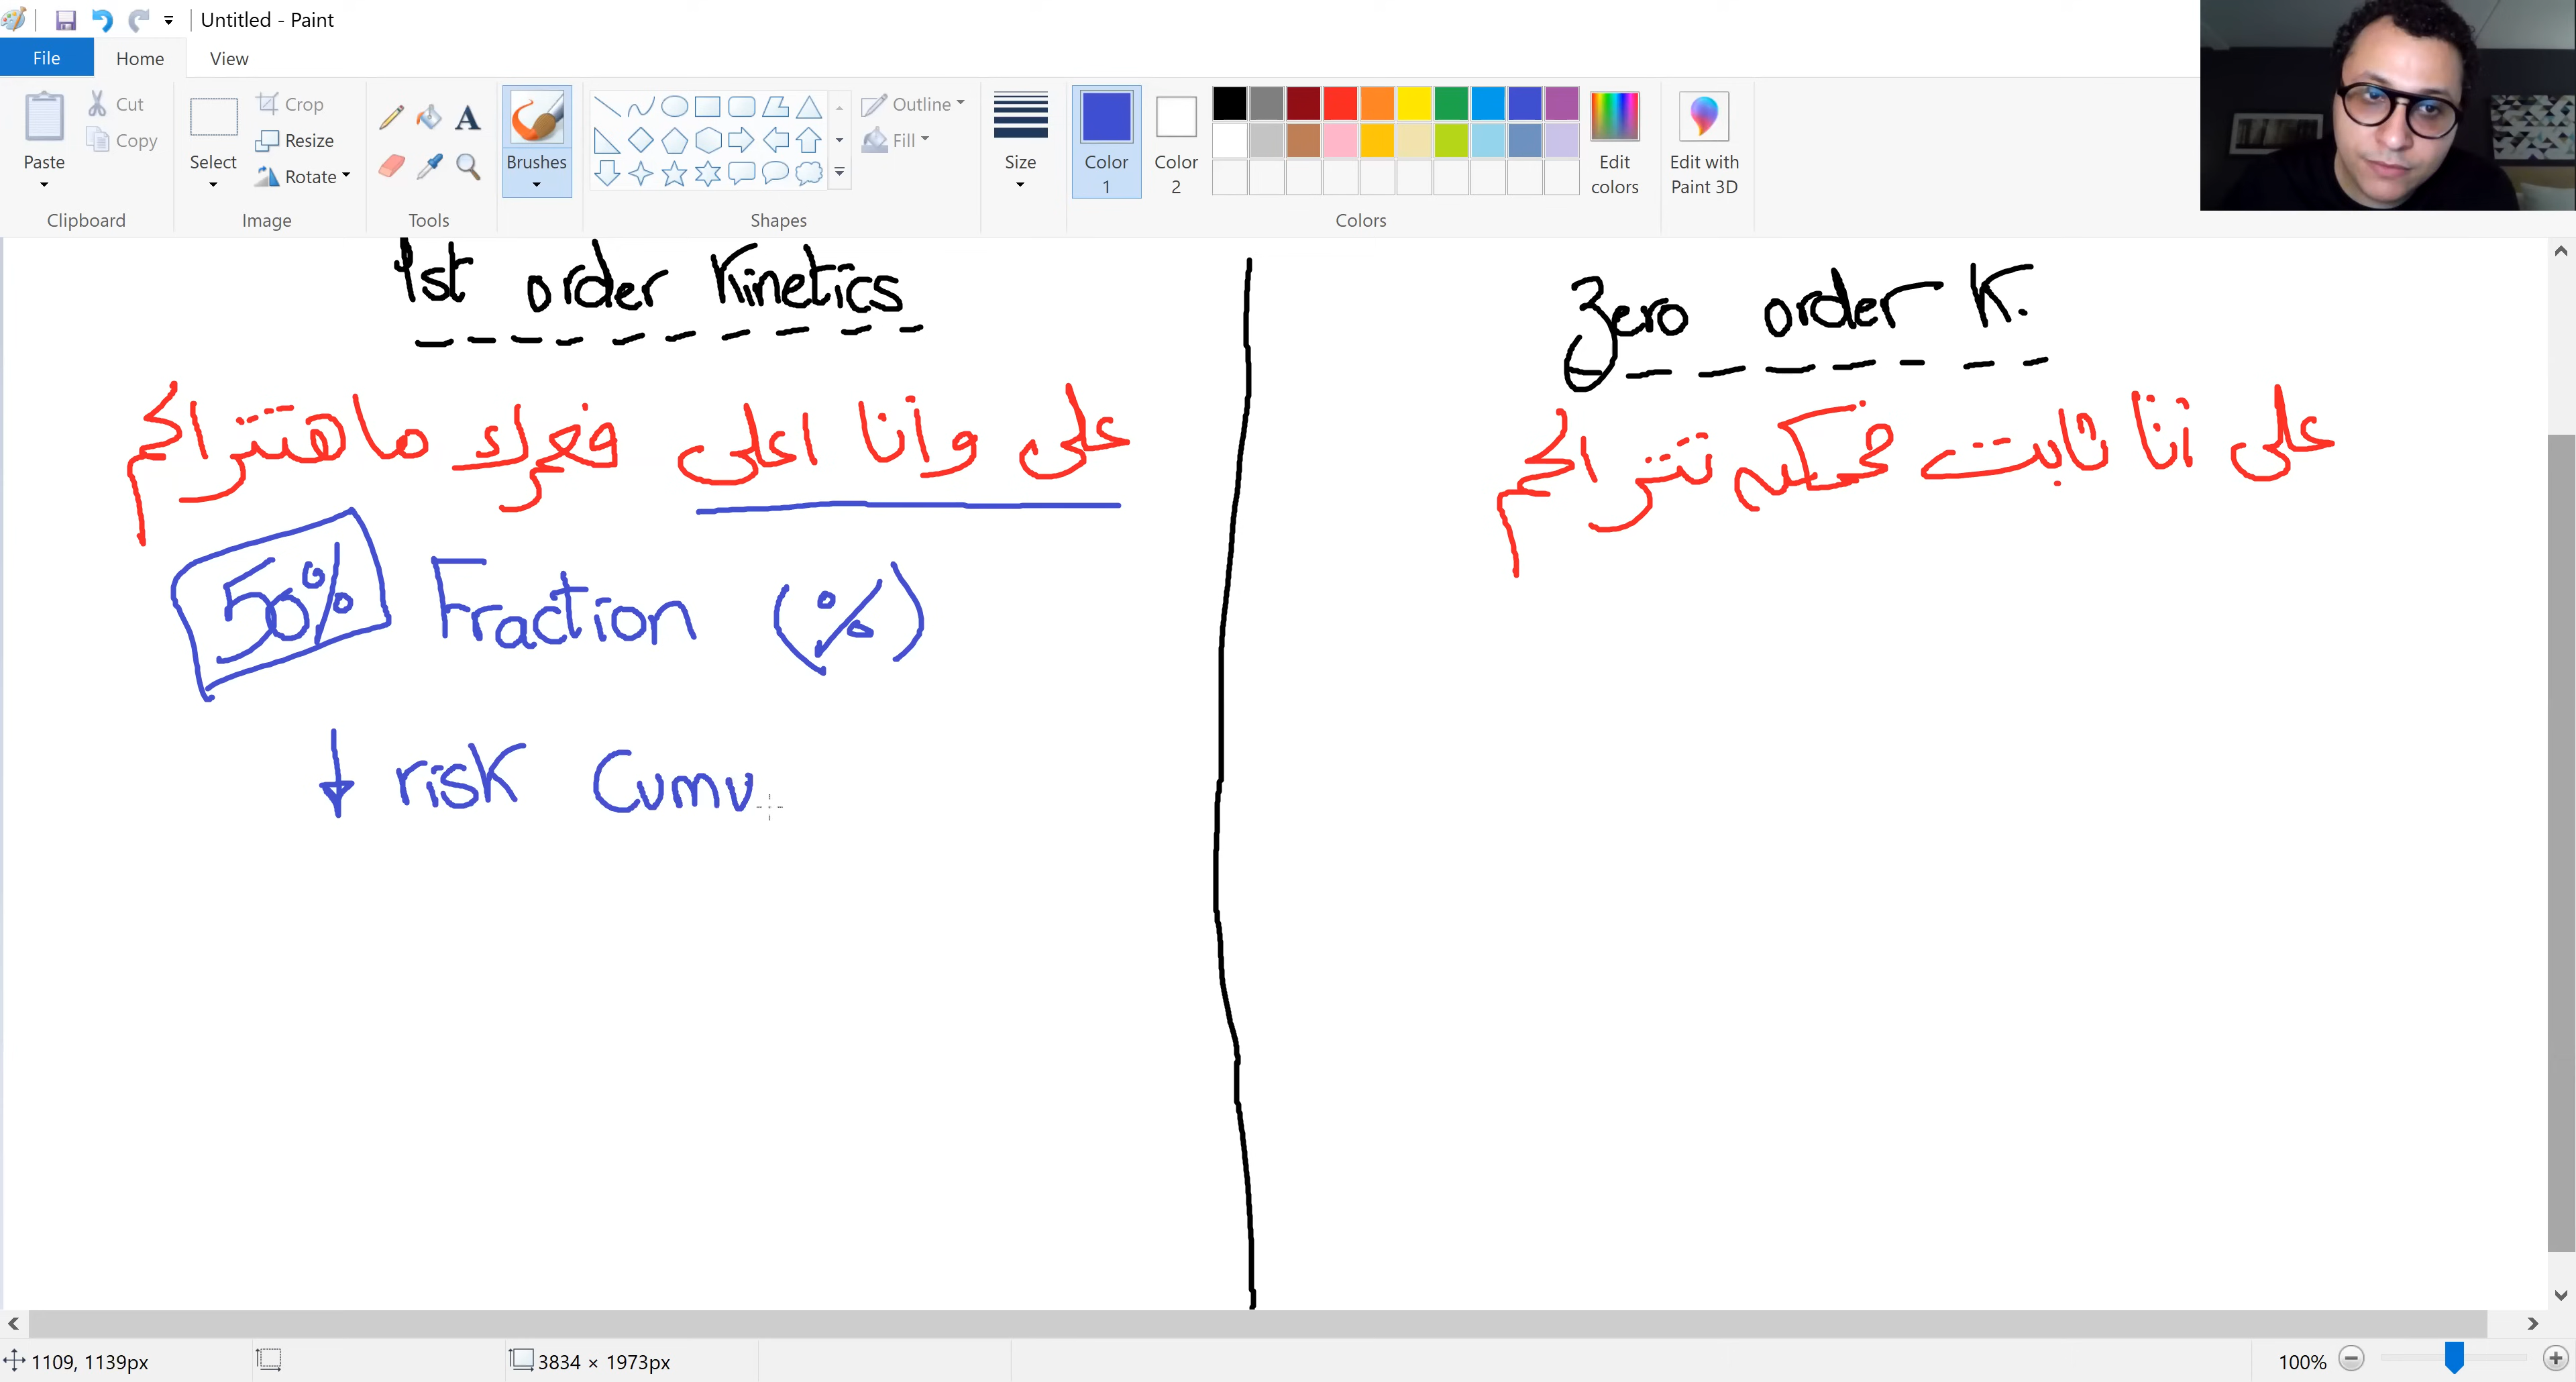 Untitled - Paint
File Home View
Paste
Cut
Copy
Clipboard
Select
Crop
Resize
Rotate
Image
A
Tools
Brushes
Shapes
Outline
Fill
Size
Color 1
Color 2
Colors
Edit colors
Edit with Paint 3D
1st order Kinetics
على وانا اعلى فعمرك ماهتتراكم
50% Fraction (%)
↓ risk Cumu
Zero order K.
على انا ثابت فممكن تتراكم
1109, 1139px
3834 × 1973px
100%